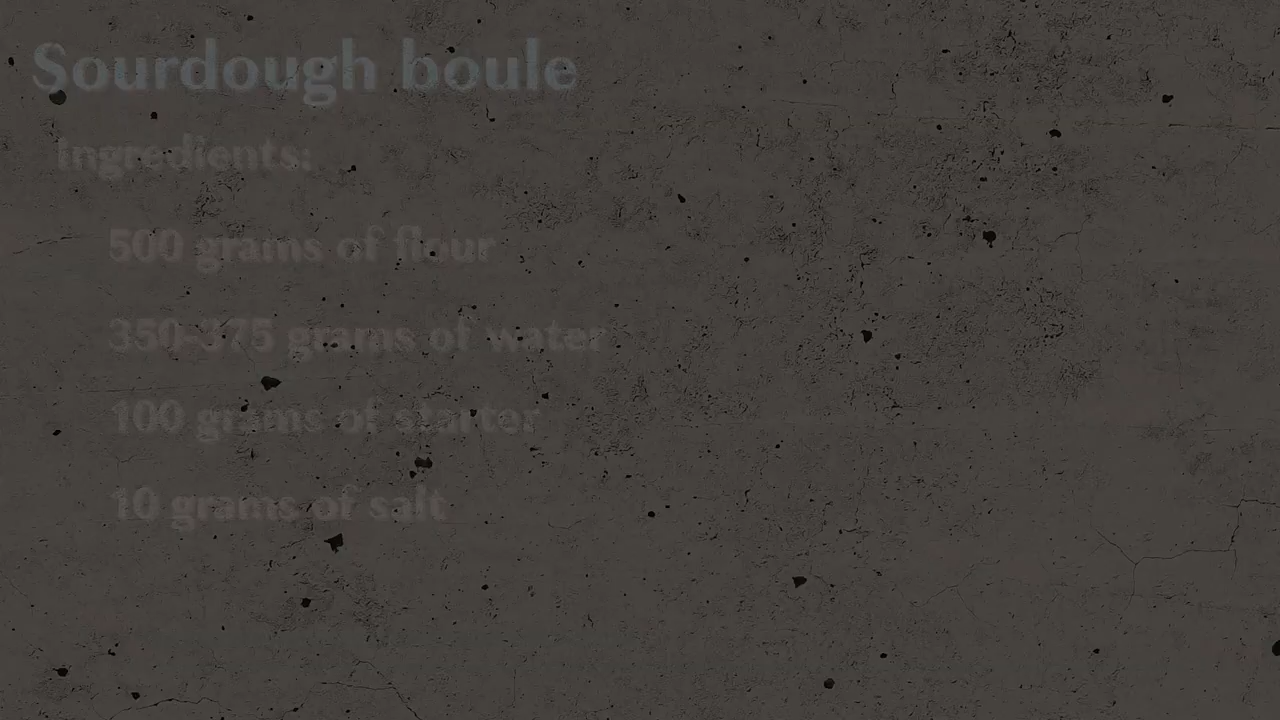 Sourdough boule
Ingredients:
500 grams of flour
350-375 grams of water
100 grams of starter
10 grams of salt